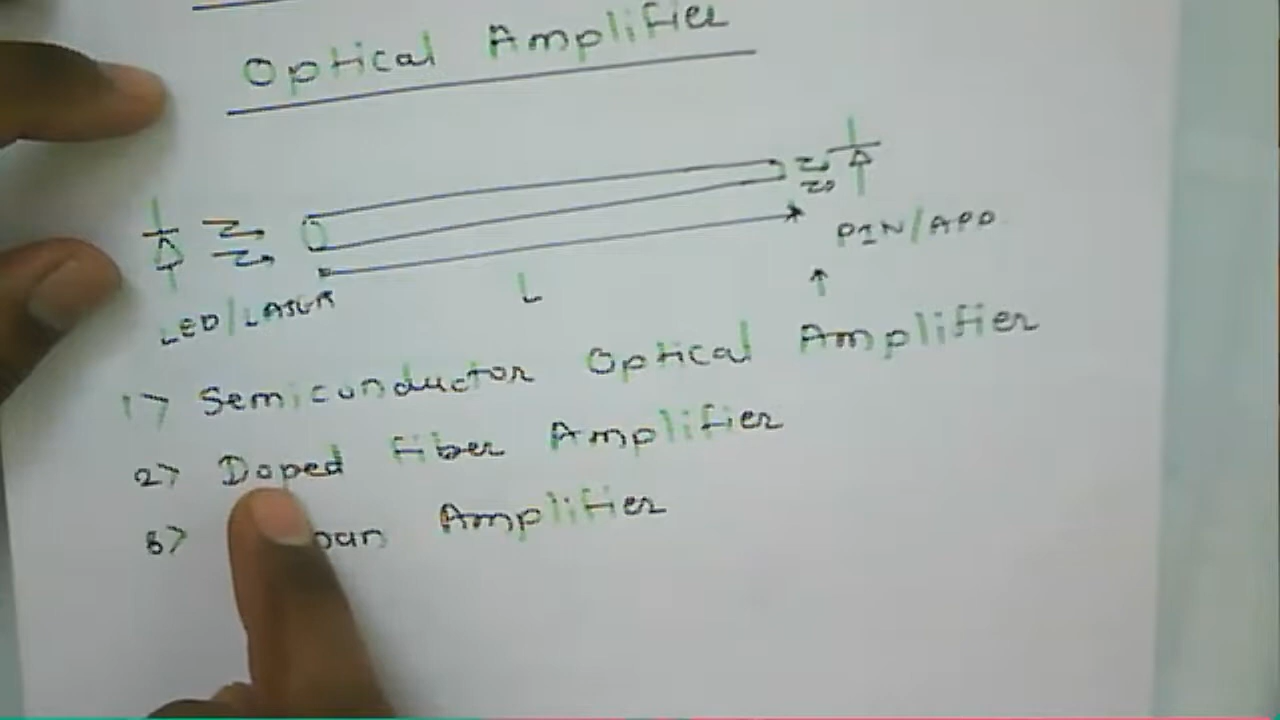 Optical Amplifier
PIN/APD
LED/LASER
L
1) Semiconductor Optical Amplifier
2) Doped Fiber Amplifier
3) Amplifier